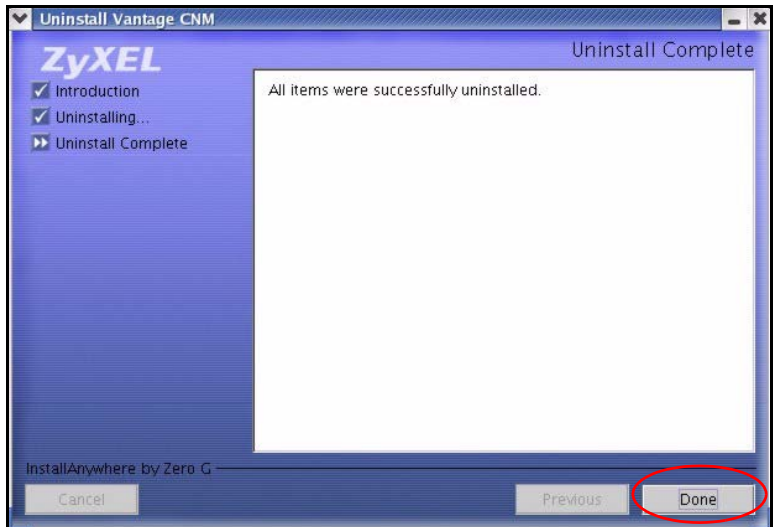 Uninstall Vantage CNM
ZyXEL
Uninstall Complete
Introduction
Uninstalling...
Uninstall Complete
All items were successfully uninstalled.
InstallAnywhere by Zero G
Cancel
Previous
Done